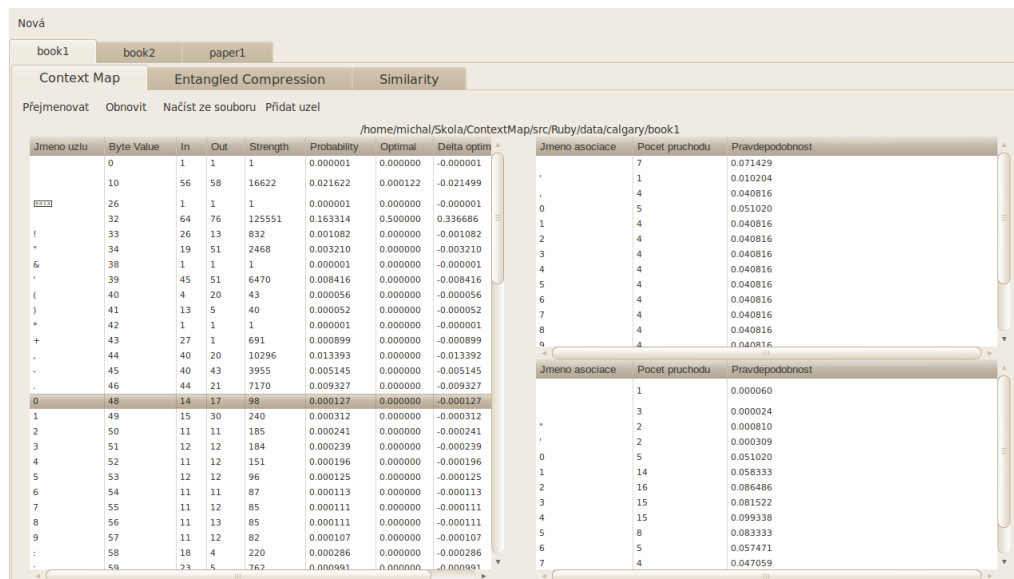 Nová
book1 book2 paper1
Context Map Entangled Compression Similarity
Přejmenovat Obnovit Načíst ze souboru Přidat uzel
/home/michal/Skola/ContextMap/src/Ruby/data/calgary/book1
Jmeno uzlu Byte Value In Out Strength Probability Optimal Delta optim
0 1 1 1 0.000001 0.000000 -0.000001
10 56 58 16622 0.021622 0.000122 -0.021499
26 1 1 1 0.000001 0.000000 -0.000001
32 64 76 125551 0.163314 0.500000 0.336686
! 33 26 13 832 0.001082 0.000000 -0.001082
" 34 19 51 2468 0.003210 0.000000 -0.003210
& 38 1 1 1 0.000001 0.000000 -0.000001
' 39 45 51 6470 0.008416 0.000000 -0.008416
( 40 4 20 43 0.000056 0.000000 -0.000056
) 41 13 5 40 0.000052 0.000000 -0.000052
* 42 1 1 1 0.000001 0.000000 -0.000001
+ 43 27 1 691 0.000899 0.000000 -0.000899
, 44 40 20 10296 0.013393 0.000000 -0.013392
- 45 40 43 3955 0.005145 0.000000 -0.005145
. 46 44 21 7170 0.009327 0.000000 -0.009327
0 48 14 17 98 0.000127 0.000000 -0.000127
1 49 15 30 240 0.000312 0.000000 -0.000312
2 50 11 11 185 0.000241 0.000000 -0.000241
3 51 12 12 184 0.000239 0.000000 -0.000239
4 52 11 12 151 0.000196 0.000000 -0.000196
5 53 12 12 96 0.000125 0.000000 -0.000125
6 54 11 11 87 0.000113 0.000000 -0.000113
7 55 11 12 85 0.000111 0.000000 -0.000111
8 56 11 13 85 0.000111 0.000000 -0.000111
9 57 11 12 82 0.000107 0.000000 -0.000107
: 58 18 4 220 0.000286 0.000000 -0.000286
; 59 23 5 762 0.000991 0.000000 -0.000991
Jmeno asociace Pocet pruchodu Pravdepodobnost
7 0.071429
' 1 0.010204
, 4 0.040816
0 5 0.051020
1 4 0.040816
2 4 0.040816
3 4 0.040816
4 4 0.040816
5 4 0.040816
6 4 0.040816
7 4 0.040816
8 4 0.040816
9 4 0.040816
Jmeno asociace Pocet pruchodu Pravdepodobnost
1 0.000060
3 0.000024
" 2 0.000810
' 2 0.000309
0 5 0.051020
1 14 0.058333
2 16 0.086486
3 15 0.081522
4 15 0.099338
5 8 0.083333
6 5 0.057471
7 4 0.047059